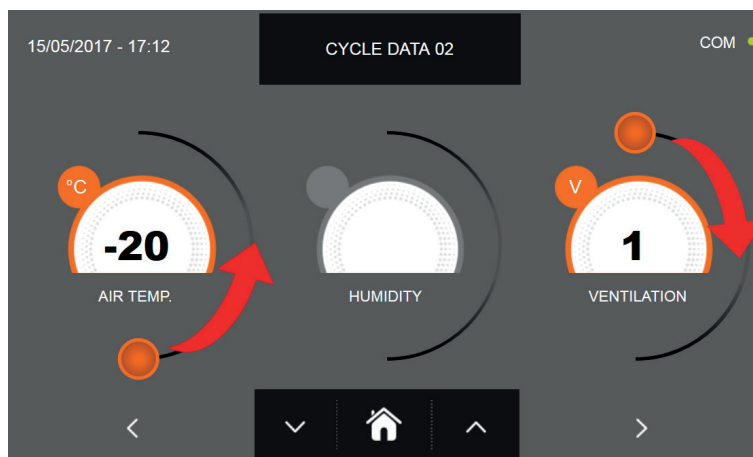 15/05/2017 - 17:12
CYCLE DATA 02
COM
°C
-20
AIR TEMP.
HUMIDITY
V
1
VENTILATION